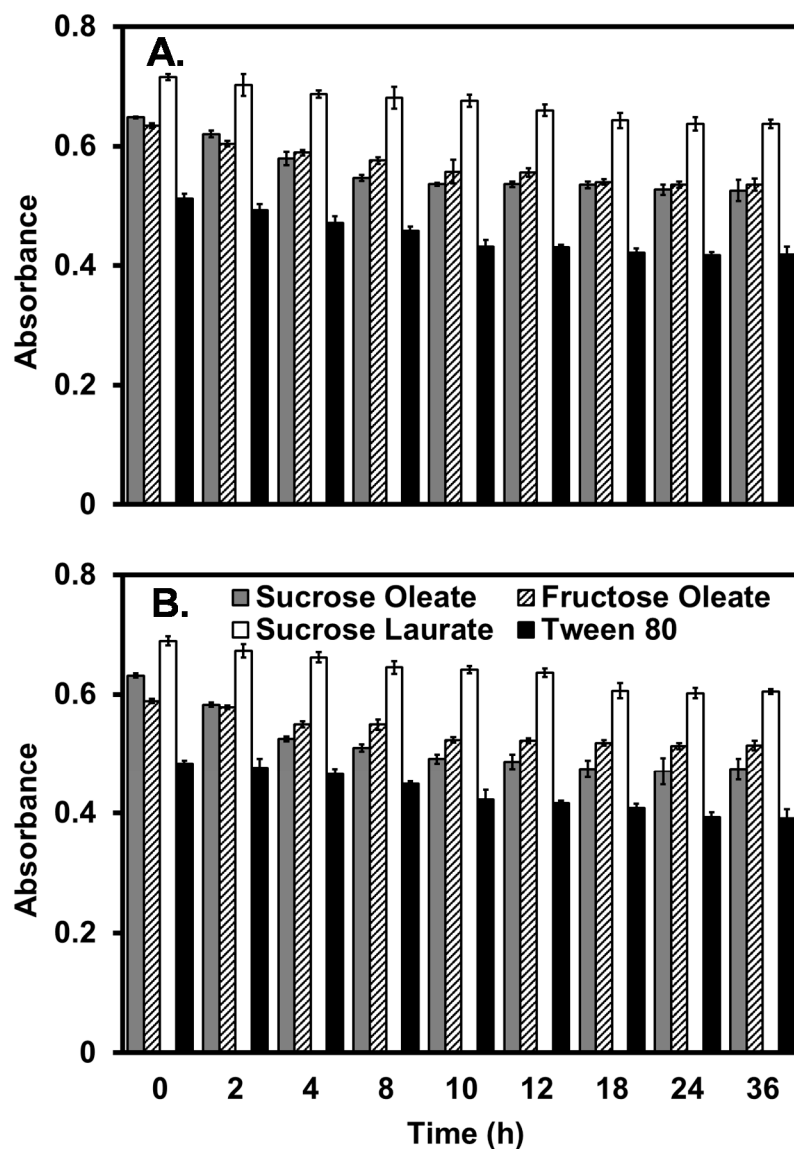 A.
0.8
0.6
0.4
0.2
0
Absorbance
B.
Sucrose Oleate
Fructose Oleate
Sucrose Laurate
Tween 80
0.8
0.6
0.4
0.2
0
Absorbance
0 2 4 8 10 12 18 24 36
Time (h)